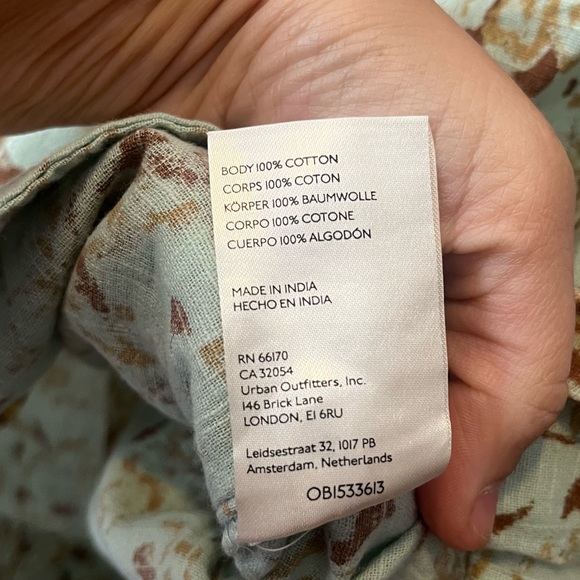 BODY 100% COTTON
CORPS 100% COTON
KÖRPER 100% BAUMWOLLE
CORPO 100% COTONE
CUERPO 100% ALGODÓN
MADE IN INDIA
HECHO EN INDIA
RN 66170
CA 32054
Urban Outfitters, Inc.
146 Brick Lane
LONDON, E1 6RU
Leidsestraat 32, 1017 PB
Amsterdam, Netherlands
OB1533613